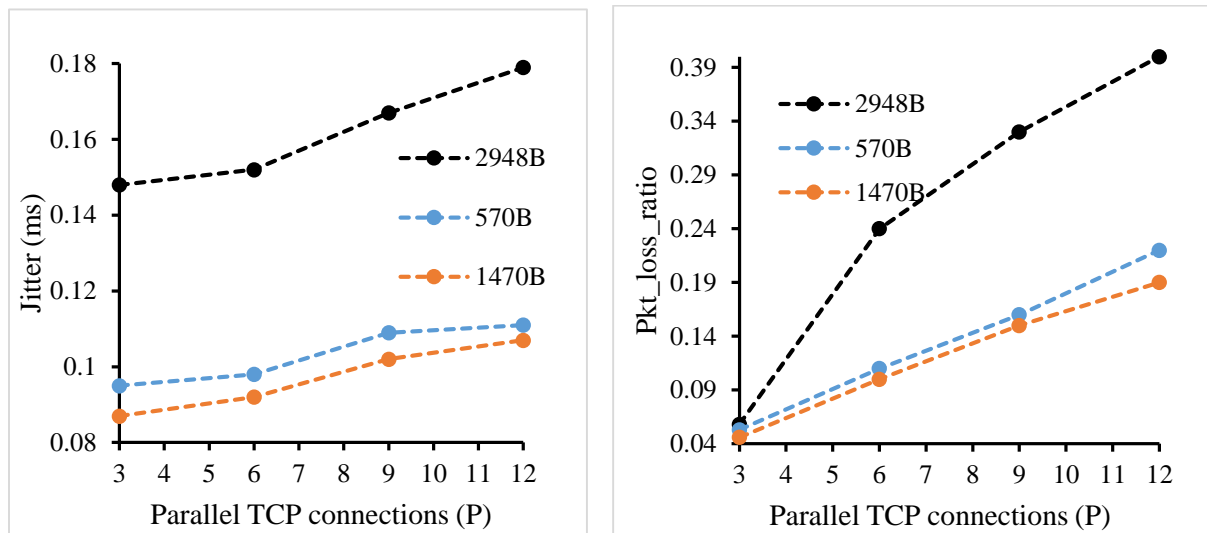 0.18
0.16
0.14
0.12
0.1
0.08
Jitter (ms)
2948B
570B
1470B
3 4 5 6 7 8 9 10 11 12
Parallel TCP connections (P)
0.39
0.34
0.29
0.24
0.19
0.14
0.09
0.04
Pkt_loss_ratio
2948B
570B
1470B
3 4 5 6 7 8 9 10 11 12
Parallel TCP connections (P)